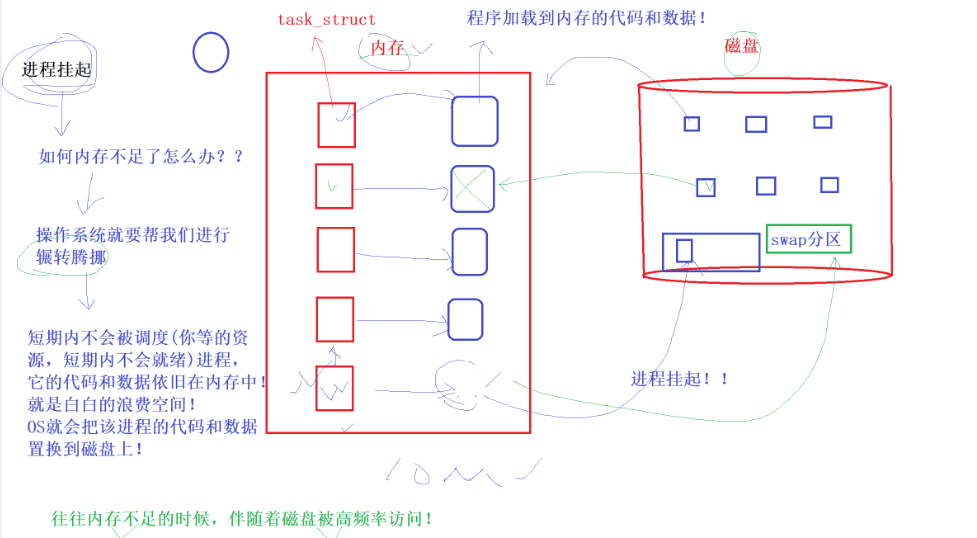 task_struct
程序加载到内存的代码和数据！
内存
磁盘
进程挂起
如何内存不足了怎么办？？
操作系统就要帮我们进行
辗转腾挪
swap分区
短期内不会被调度(你等的资
源，短期内不会就绪)进程，
它的代码和数据依旧在内存中！
就是白白的浪费空间！
OS就会把该进程的代码和数据
置换到磁盘上！
进程挂起！！
往往内存不足的时候，伴随着磁盘被高频率访问！